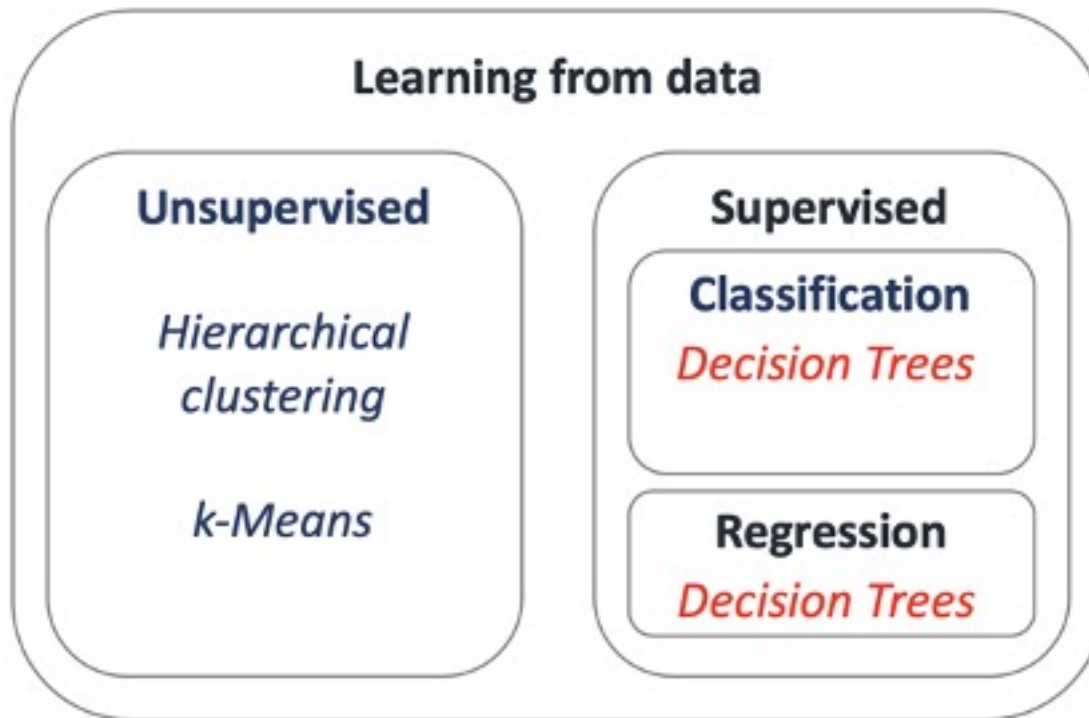 Learning from data
Unsupervised
Hierarchical
clustering
k-Means
Supervised
Classification
Decision Trees
Regression
Decision Trees